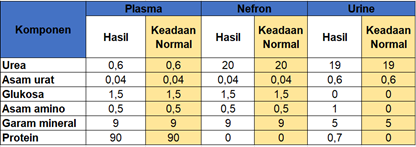 Komponen Plasma Nefron Urine
Hasil Keadaan Normal Hasil Keadaan Normal Hasil Keadaan Normal
Urea 0,6 0,6 20 20 19 19
Asam urat 0,04 0,04 0,04 0,04 0,6 0,6
Glukosa 1,5 1,5 1,5 1,5 0 0
Asam amino 0,5 0,5 0,5 0,5 1 0
Garam mineral 9 9 9 9 5 5
Protein 90 90 0 0 0,7 0